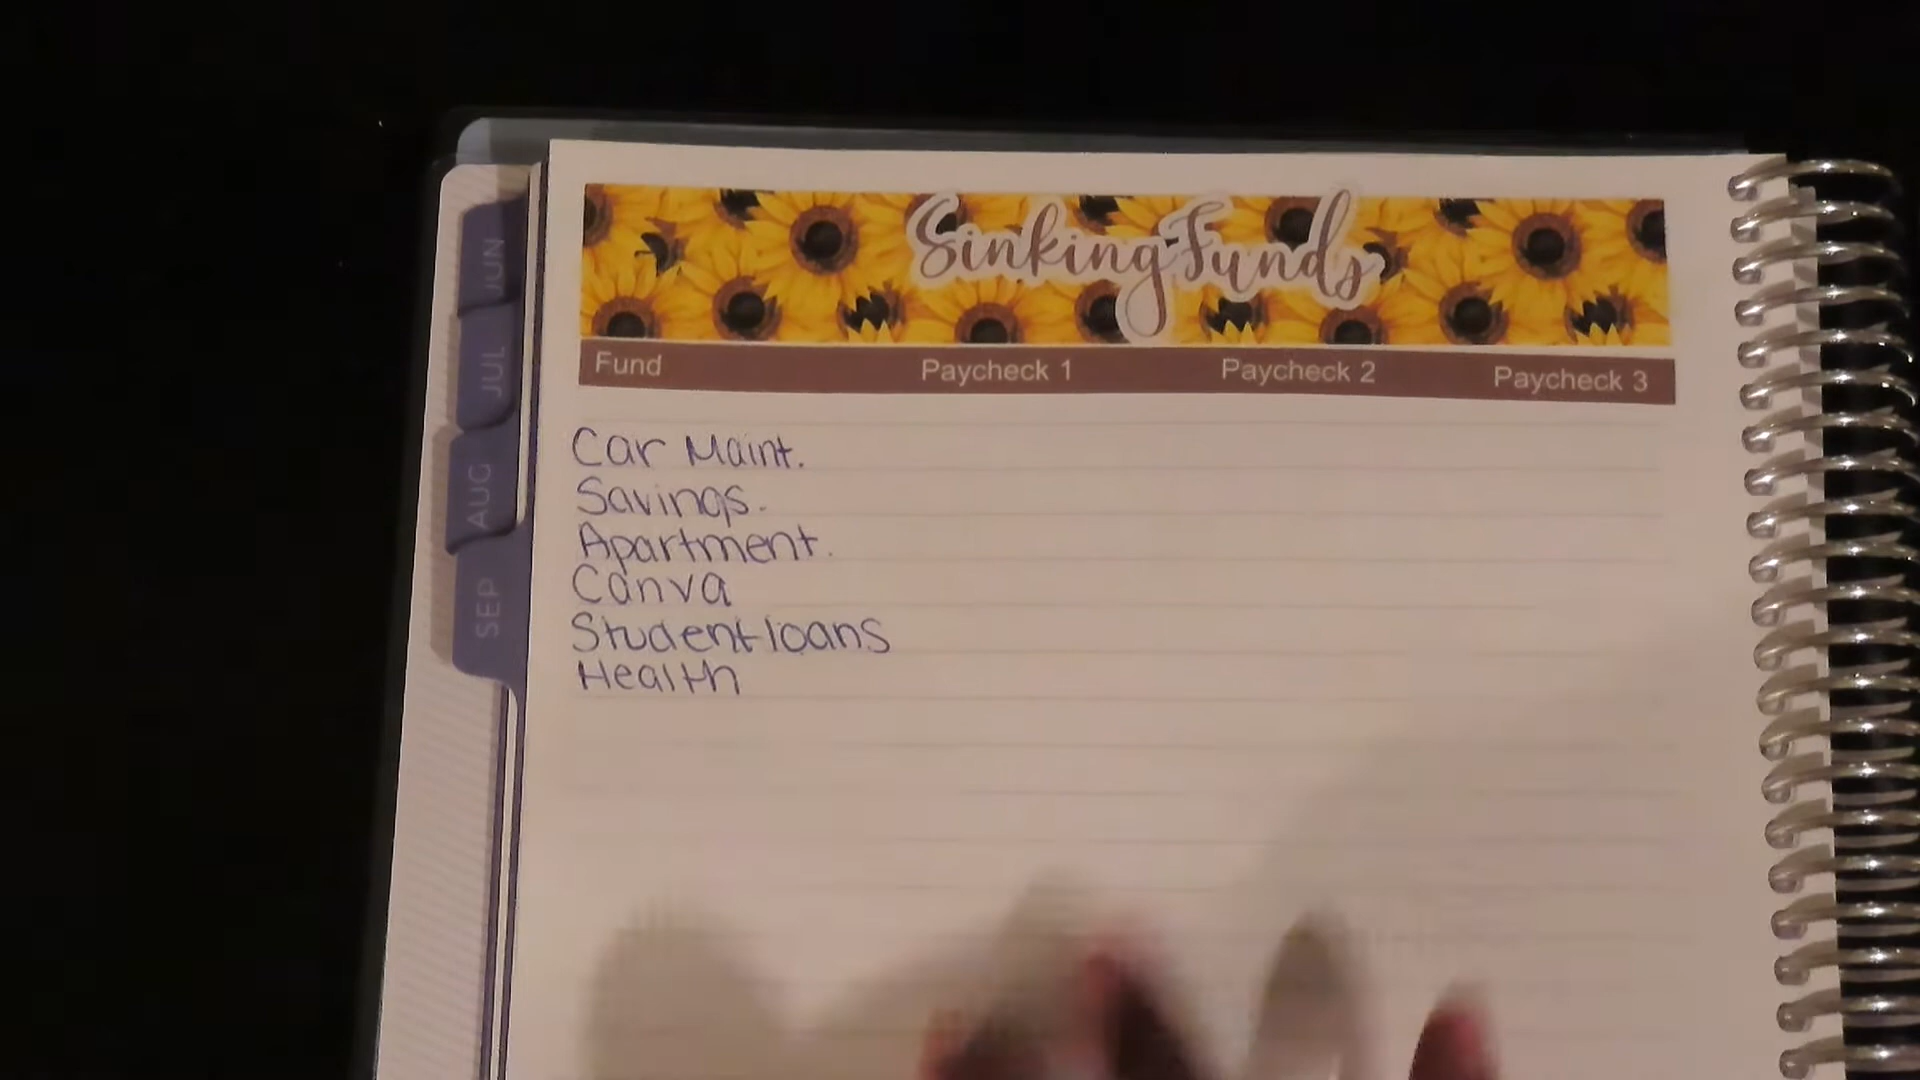 Sinking Funds
Fund Paycheck 1 Paycheck 2 Paycheck 3
Car Maint.
Savings.
Apartment.
Canva
Student loans
Health
JUN
JUL
AUG
SEP